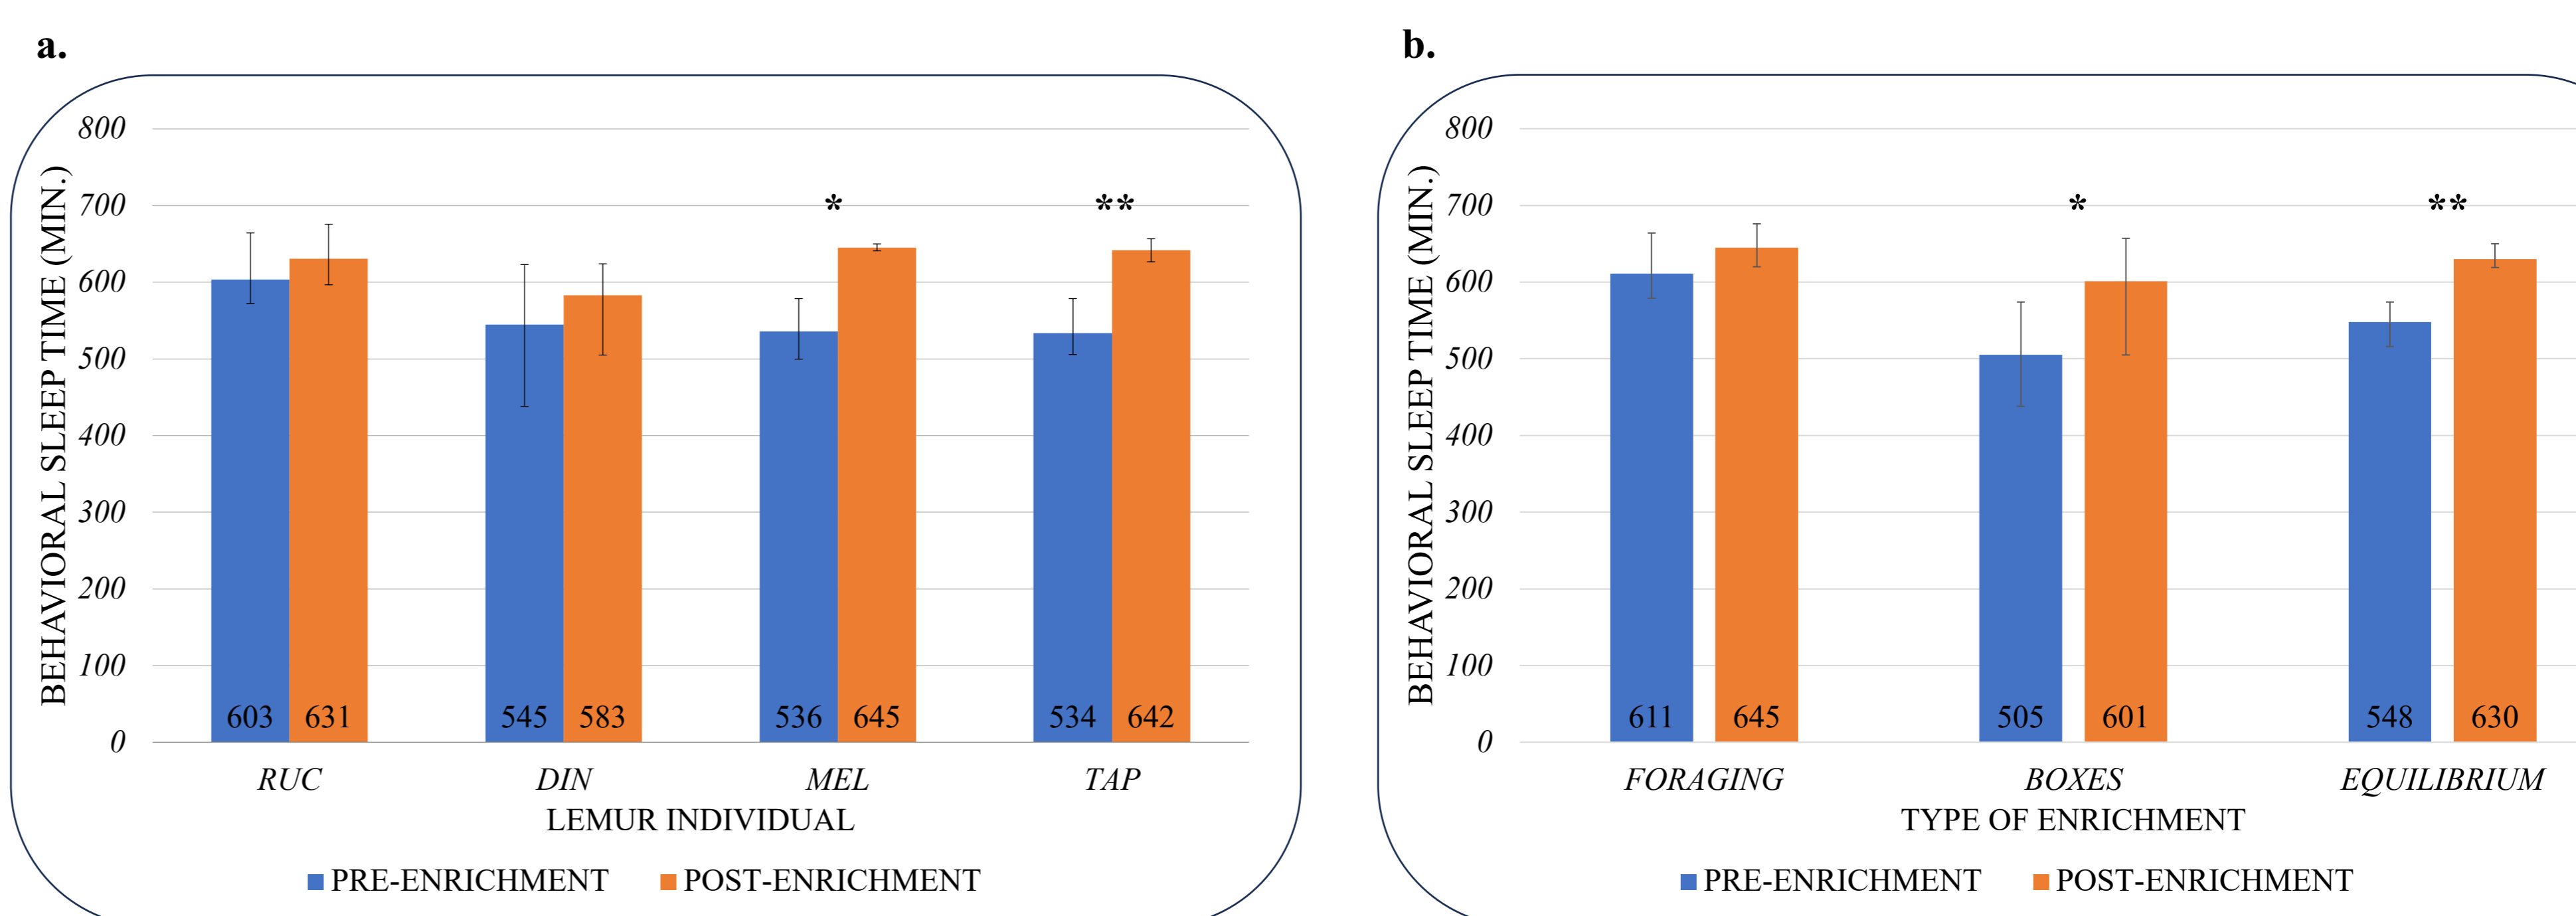 a.
BEHAVIORAL SLEEP TIME (MIN.)
800
700
600
500
400
300
200
100
0
*
**
603 631
545 583
536 645
534 642
RUC
DIN
MEL
TAP
LEMUR INDIVIDUAL
PRE-ENRICHMENT
POST-ENRICHMENT
b.
BEHAVIORAL SLEEP TIME (MIN.)
800
700
600
500
400
300
200
100
0
*
**
611 645
505 601
548 630
FORAGING
BOXES
EQUILIBRIUM
TYPE OF ENRICHMENT
PRE-ENRICHMENT
POST-ENRICHMENT